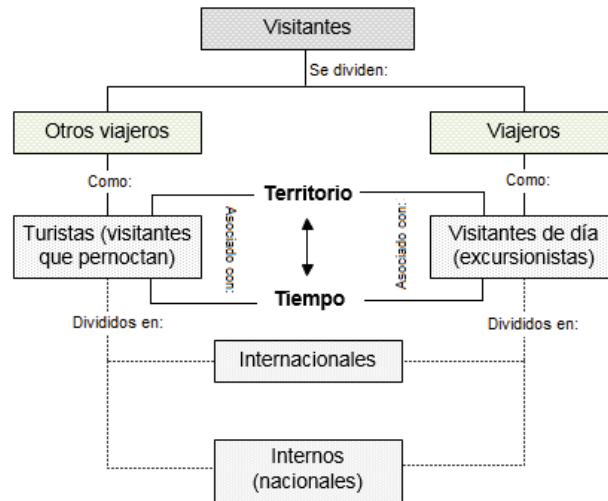 Visitantes
Se dividen:
Otros viajeros
Viajeros
Como:
Como:
Territorio
Turistas (visitantes
que pernoctan)
Asociado con:
Asociado con:
Visitantes de día
(excursionistas)
Tiempo
Divididos en:
Divididos en:
Internacionales
Internos
(nacionales)